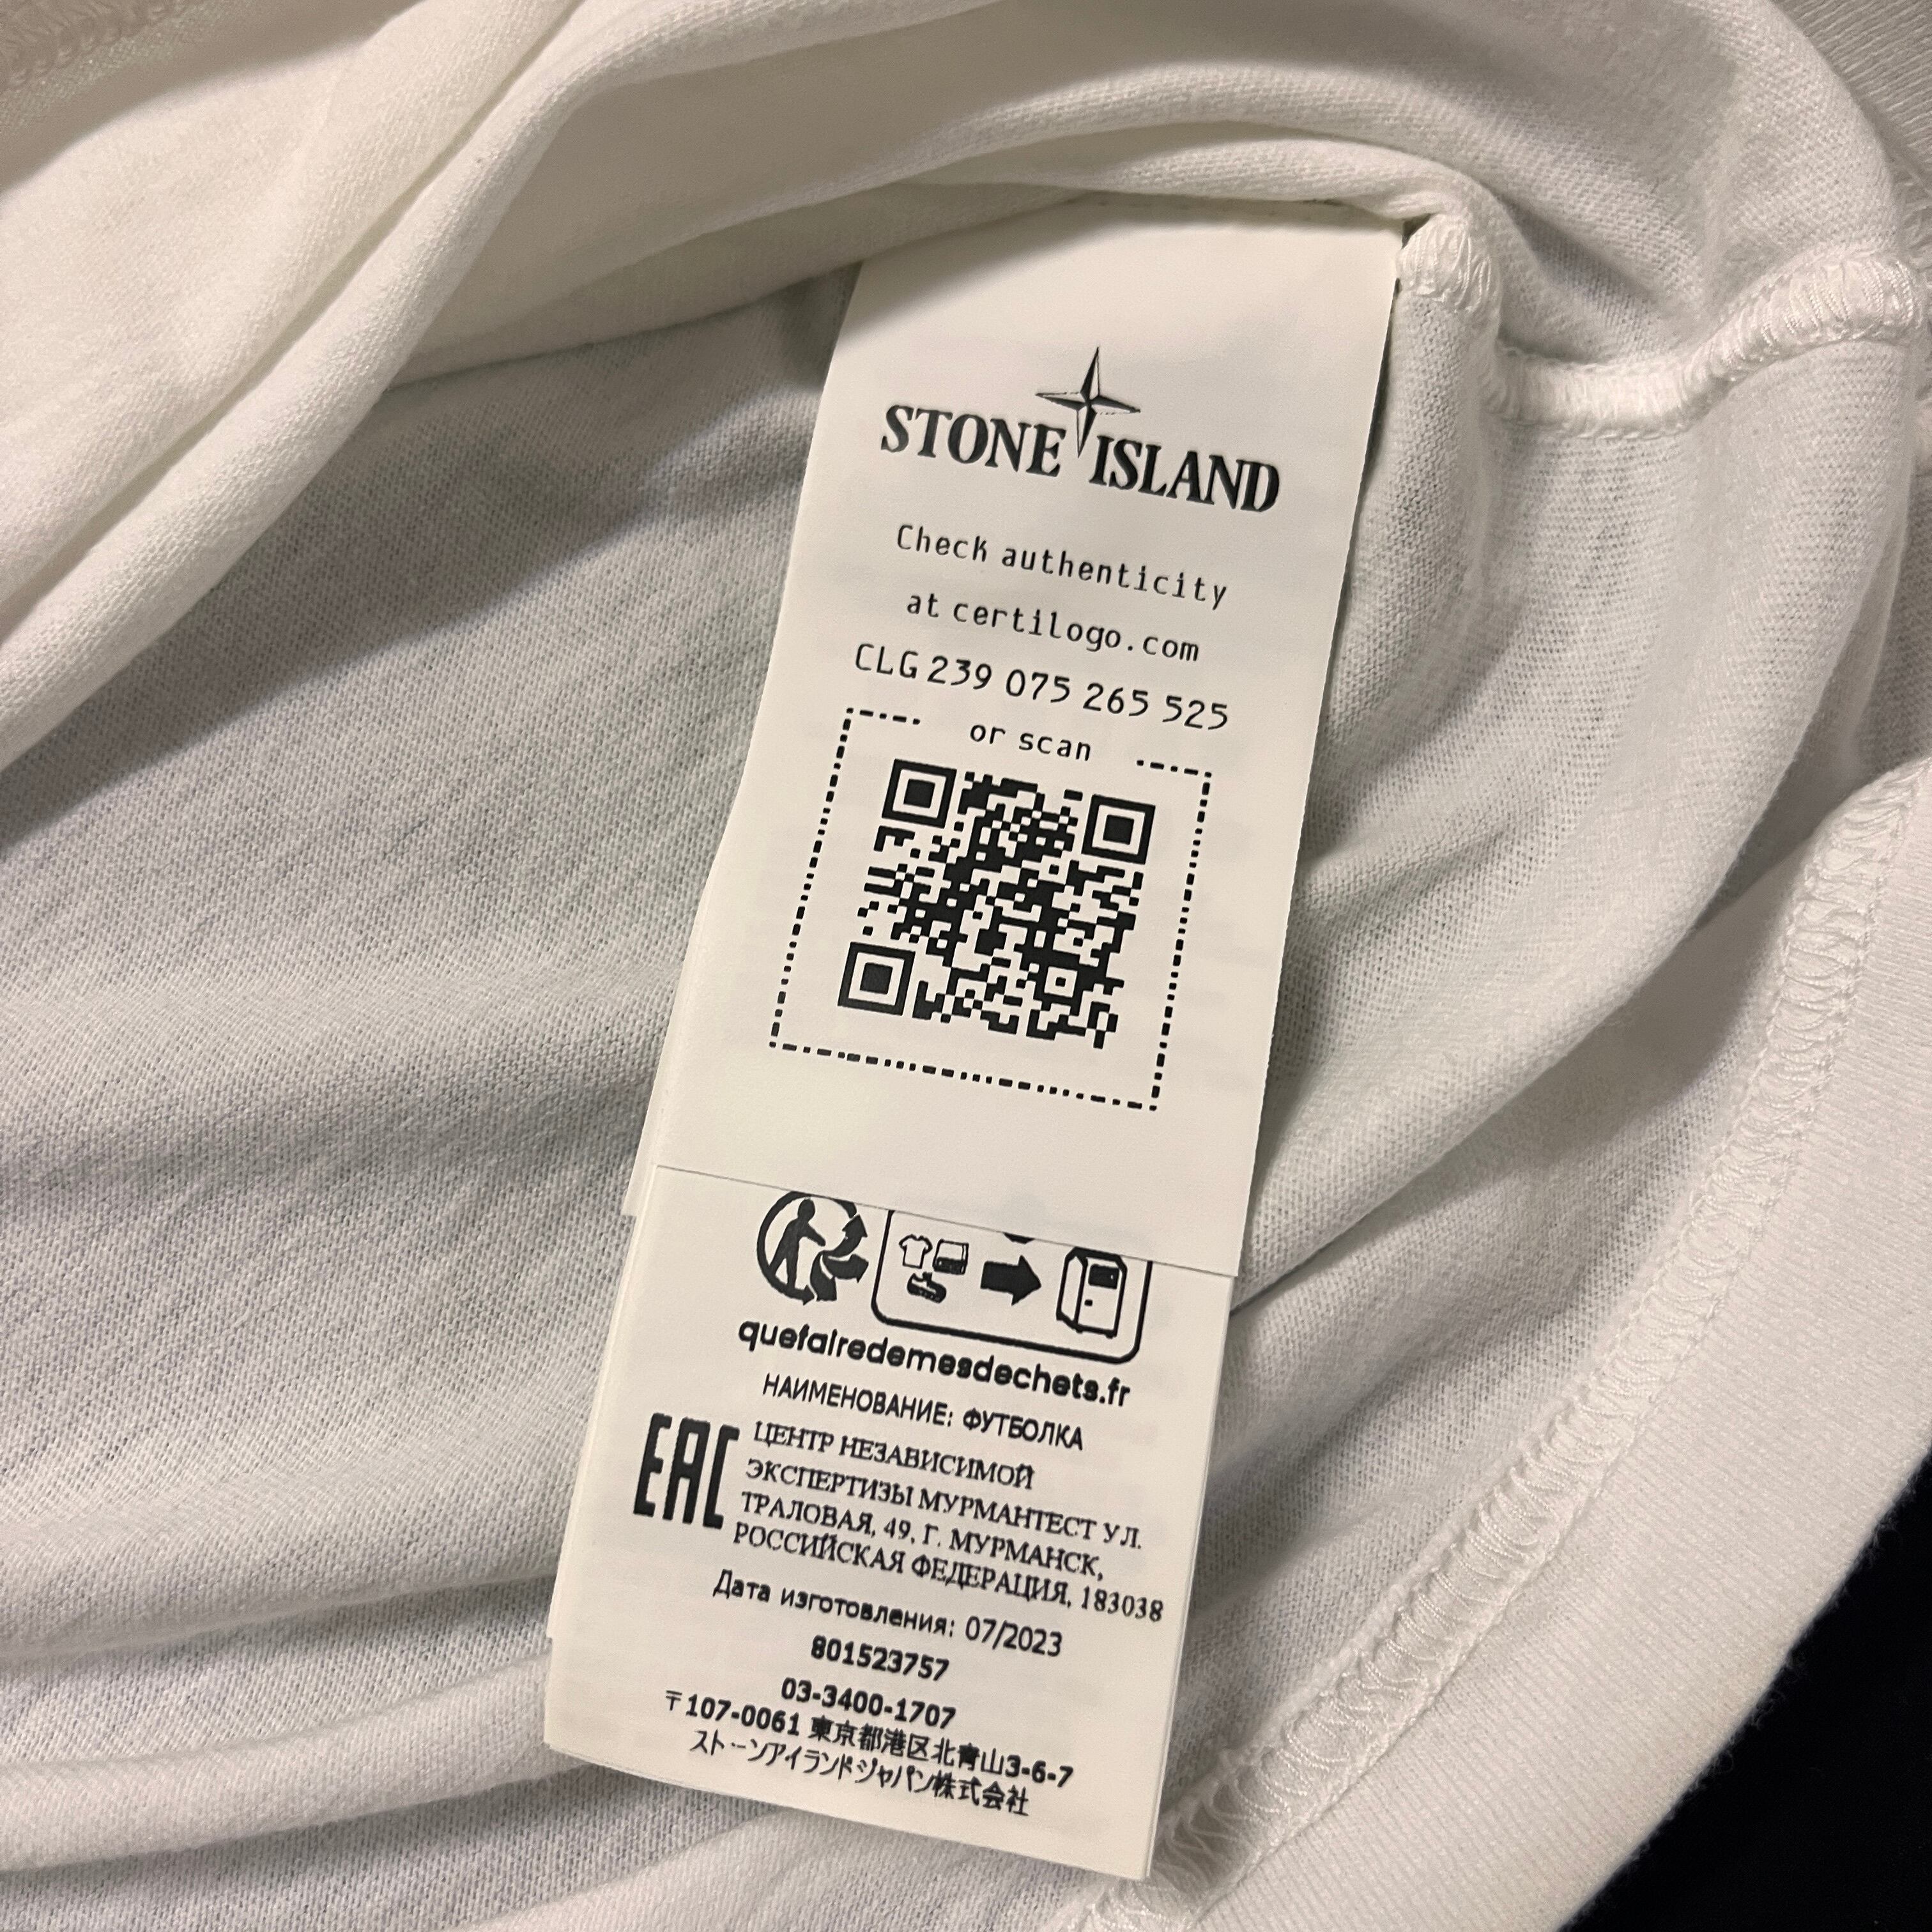 STONE ISLAND
Check authenticity
at certilogo.com
CLG 239 075 265 525
or scan
quefairedemesdechets.fr
НАИМЕНОВАНИЕ: ФУТБОЛКА
EAC
ЦЕНТР НЕЗАВИСИМОЙ
ЭКСПЕРТИЗЫ МУРМАНТЕСТ УЛ.
ТРАЛОВАЯ, 49, Г. МУРМАНСК,
РОССИЙСКАЯ ФЕДЕРАЦИЯ, 183038
Дата изготовления: 07/2023
801523757
03-3400-1707
〒107-0061 東京都港区北青山3-6-7
ストーンアイランドジャパン株式会社